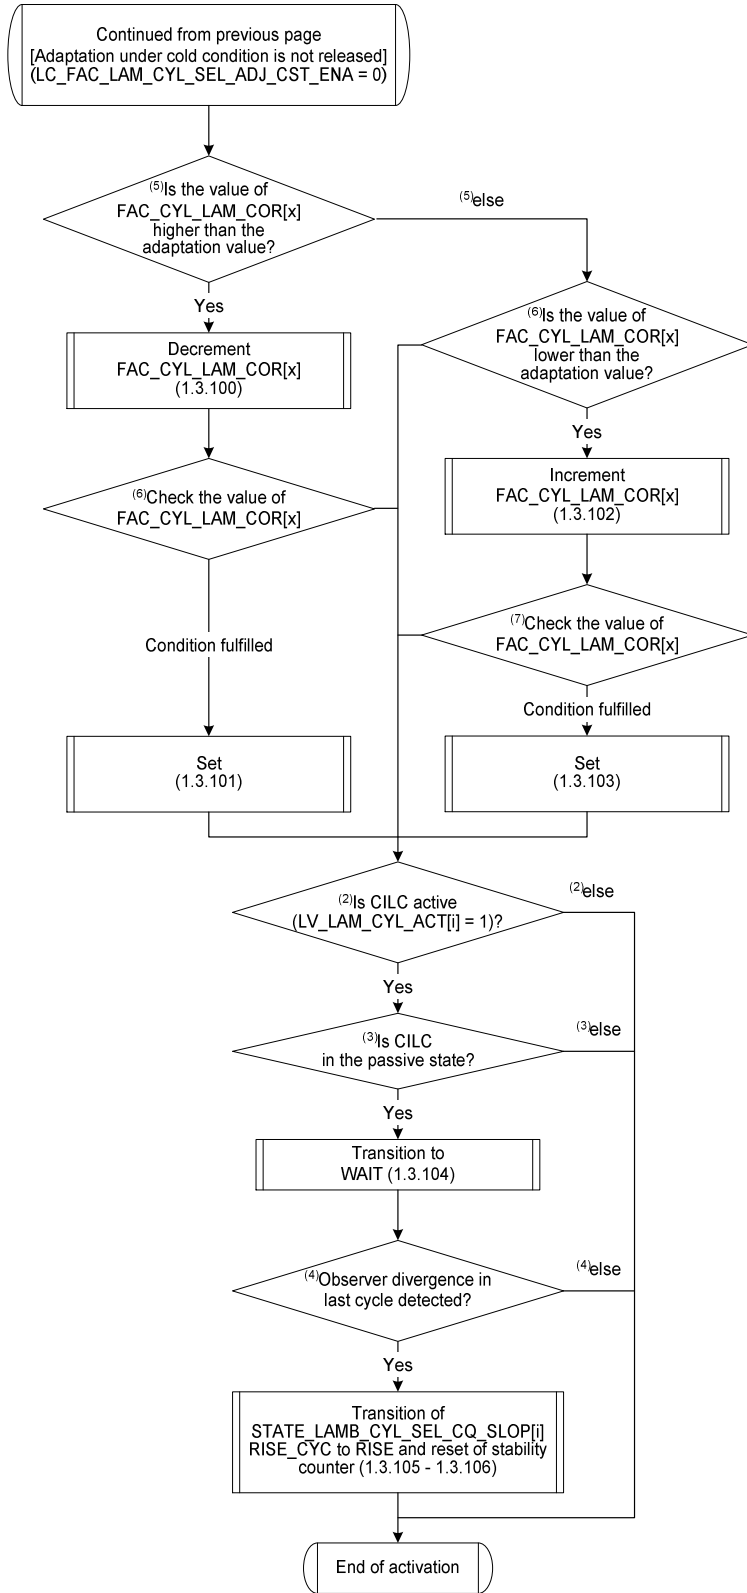 Continued from previous page
[Adaptation under cold condition is not released]
(LC_FAC_LAM_CYL_SEL_ADJ_CST_ENA = 0)
(5)Is the value of
FAC_CYL_LAM_COR[x]
higher than the
adaptation value?
(5)else
Yes
(6)Is the value of
FAC_CYL_LAM_COR[x]
lower than the
adaptation value?
Decrement
FAC_CYL_LAM_COR[x]
(1.3.100)
Yes
(6)Check the value of
FAC_CYL_LAM_COR[x]
Increment
FAC_CYL_LAM_COR[x]
(1.3.102)
Condition fulfilled
(7)Check the value of
FAC_CYL_LAM_COR[x]
Condition fulfilled
Set
(1.3.101)
Set
(1.3.103)
(2)Is CILC active
(LV_LAM_CYL_ACT[i] = 1)?
(2)else
Yes
(3)Is CILC
in the passive state?
(3)else
Yes
Transition to
WAIT (1.3.104)
(4)Observer divergence in
last cycle detected?
(4)else
Yes
Transition of
STATE_LAMB_CYL_SEL_CQ_SLOP[i]
RISE_CYC to RISE and reset of stability
counter (1.3.105 - 1.3.106)
End of activation